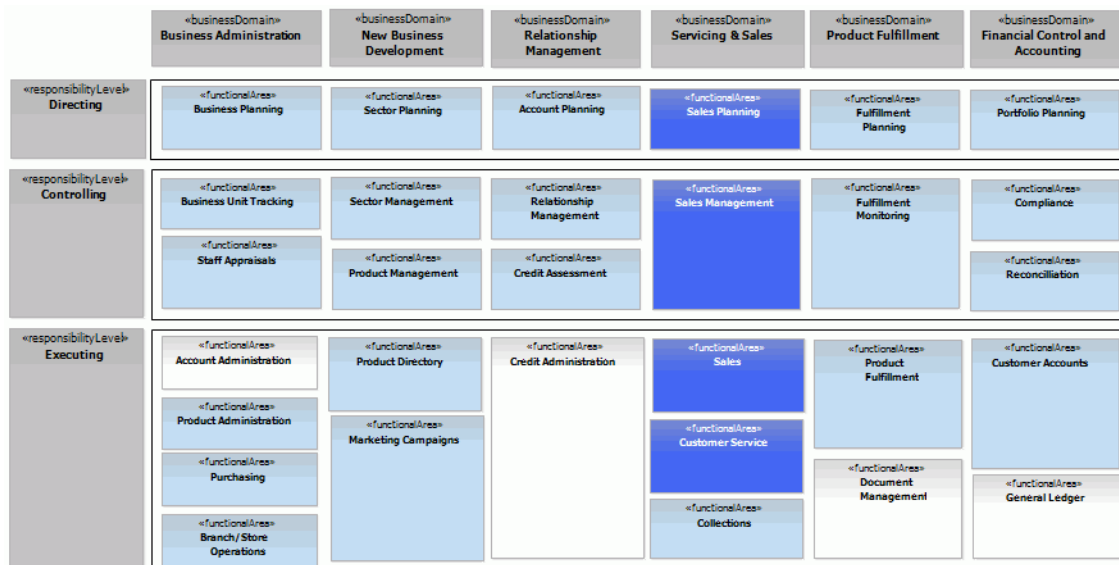 «businessDomain»
Business Administration
«businessDomain»
New Business
Development
«businessDomain»
Relationship
Management
«businessDomain»
Servicing & Sales
«businessDomain»
Product Fulfillment
«businessDomain»
Financial Control and
Accounting
«responsibilityLevel»
Directing
«functionalArea»
Business Planning
«functionalArea»
Sector Planning
«functionalArea»
Account Planning
«functionalArea»
Sales Planning
«functionalArea»
Fulfillment
Planning
«functionalArea»
Portfolio Planning
«responsibilityLevel»
Controlling
«functionalArea»
Business Unit Tracking
«functionalArea»
Staff Appraisals
«functionalArea»
Sector Management
«functionalArea»
Product Management
«functionalArea»
Relationship
Management
«functionalArea»
Credit Assessment
«functionalArea»
Sales Management
«functionalArea»
Fulfillment
Monitoring
«functionalArea»
Compliance
«functionalArea»
Reconcilliation
«responsibilityLevel»
Executing
«functionalArea»
Account Administration
«functionalArea»
Product Administration
«functionalArea»
Purchasing
«functionalArea»
Branch/Store
Operations
«functionalArea»
Product Directory
«functionalArea»
Marketing Campaigns
«functionalArea»
Credit Administration
«functionalArea»
Sales
«functionalArea»
Customer Service
«functionalArea»
Collections
«functionalArea»
Product
Fulfillment
«functionalArea»
Document
Management
«functionalArea»
Customer Accounts
«functionalArea»
General Ledger